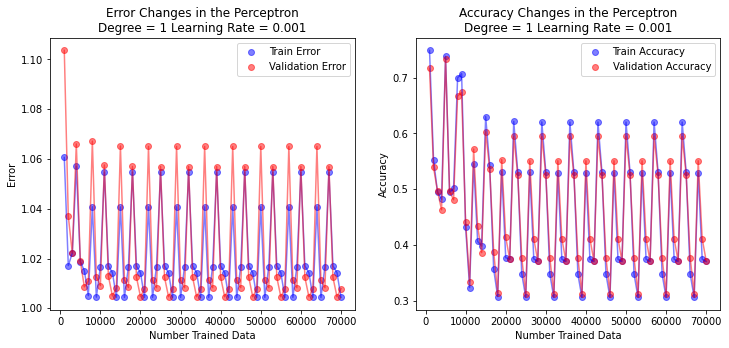 Error Changes in the Perceptron
Degree = 1 Learning Rate = 0.001
Train Error
Validation Error
1.10
1.08
1.06
1.04
1.02
1.00
Error
0 10000 20000 30000 40000 50000 60000 70000
Number Trained Data
Accuracy Changes in the Perceptron
Degree = 1 Learning Rate = 0.001
Train Accuracy
Validation Accuracy
0.7
0.6
0.5
0.4
0.3
Accuracy
0 10000 20000 30000 40000 50000 60000 70000
Number Trained Data